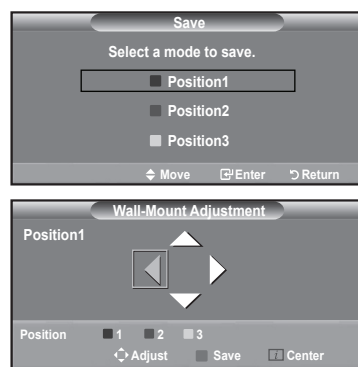 Save
Select a mode to save.
Position1
Position2
Position3
Move Enter Return
Wall-Mount Adjustment
Position1
Position 1 2 3
Adjust Save i Center